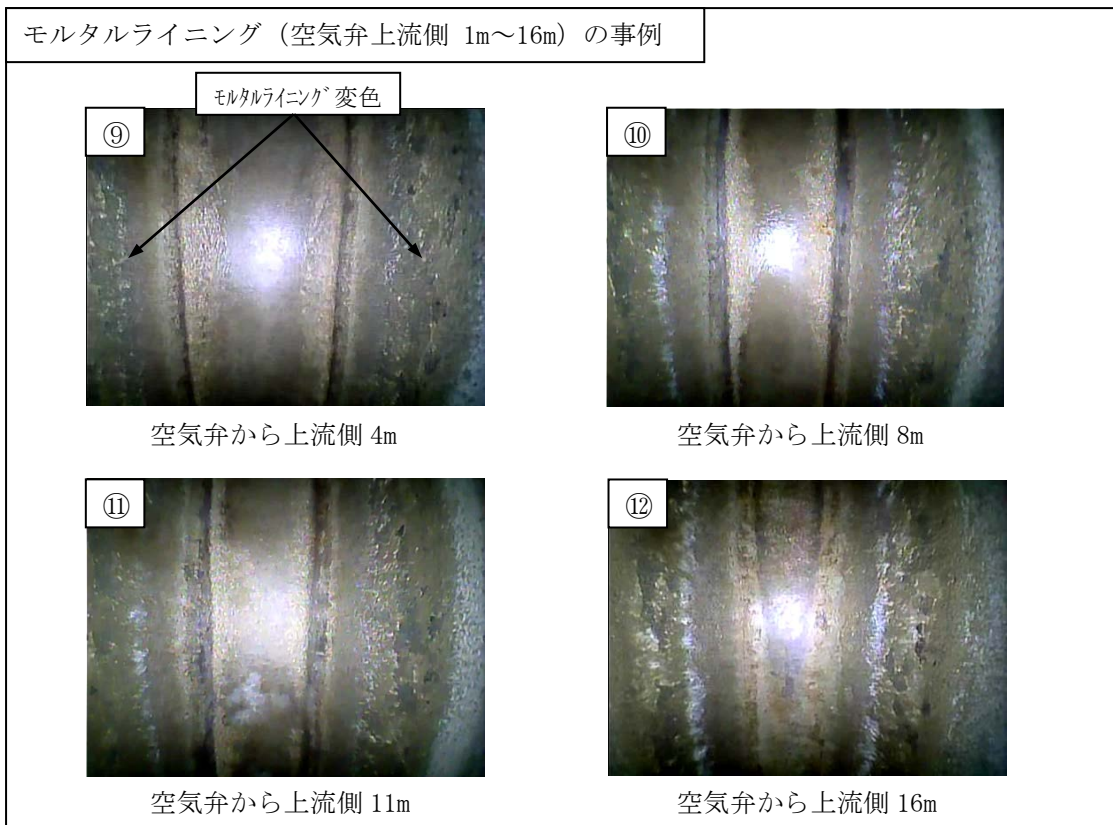 モルタルライニング（空気弁上流側 1m～16m）の事例
ﾓﾙﾀﾙﾗｲﾆﾝｸﾞ変色
⑨
⑩
空気弁から上流側 4m
空気弁から上流側 8m
⑪
⑫
空気弁から上流側 11m
空気弁から上流側 16m